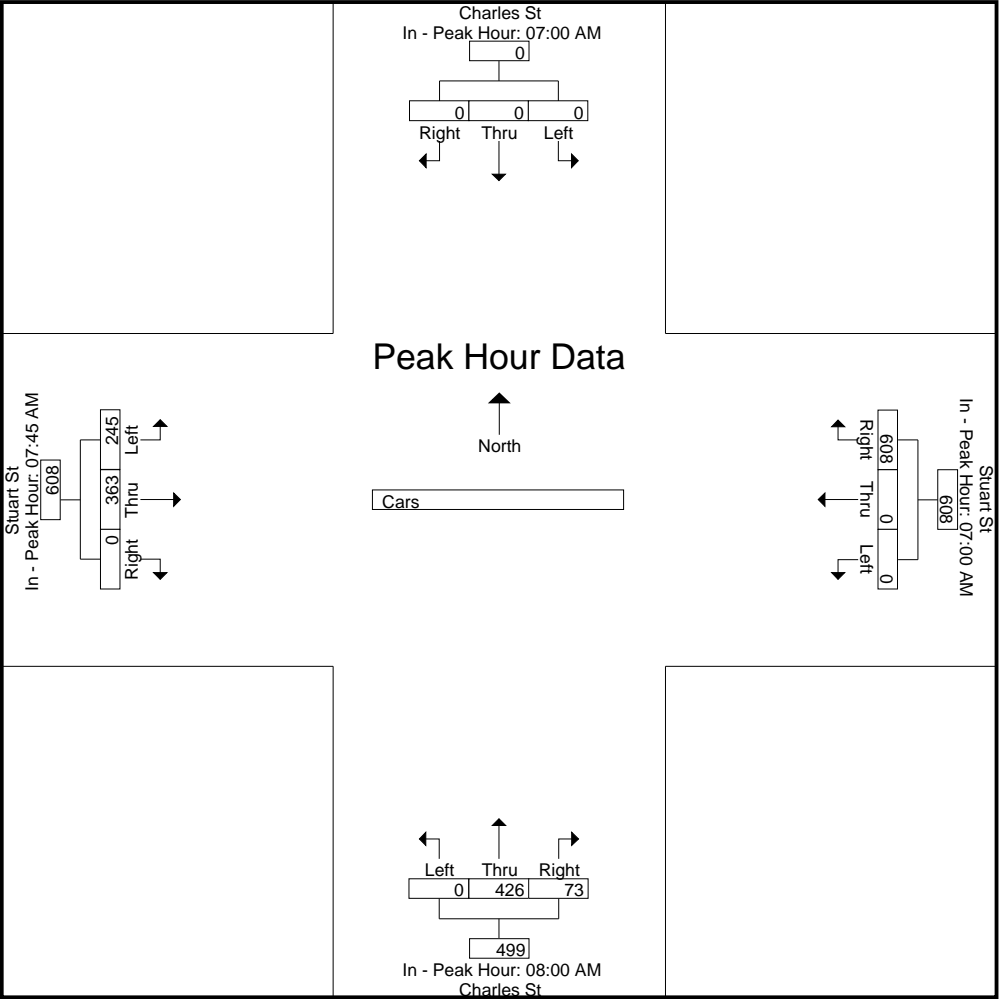 Charles St
In - Peak Hour: 07:00 AM
0
0 0 0
Right Thru Left
Peak Hour Data
North
Cars
Stuart St
In - Peak Hour: 07:45 AM
608
245 363 0
Left Thru Right
Stuart St
In - Peak Hour: 07:00 AM
608
608 0 0
Right Thru Left
Left Thru Right
0 426 73
499
In - Peak Hour: 08:00 AM
Charles St